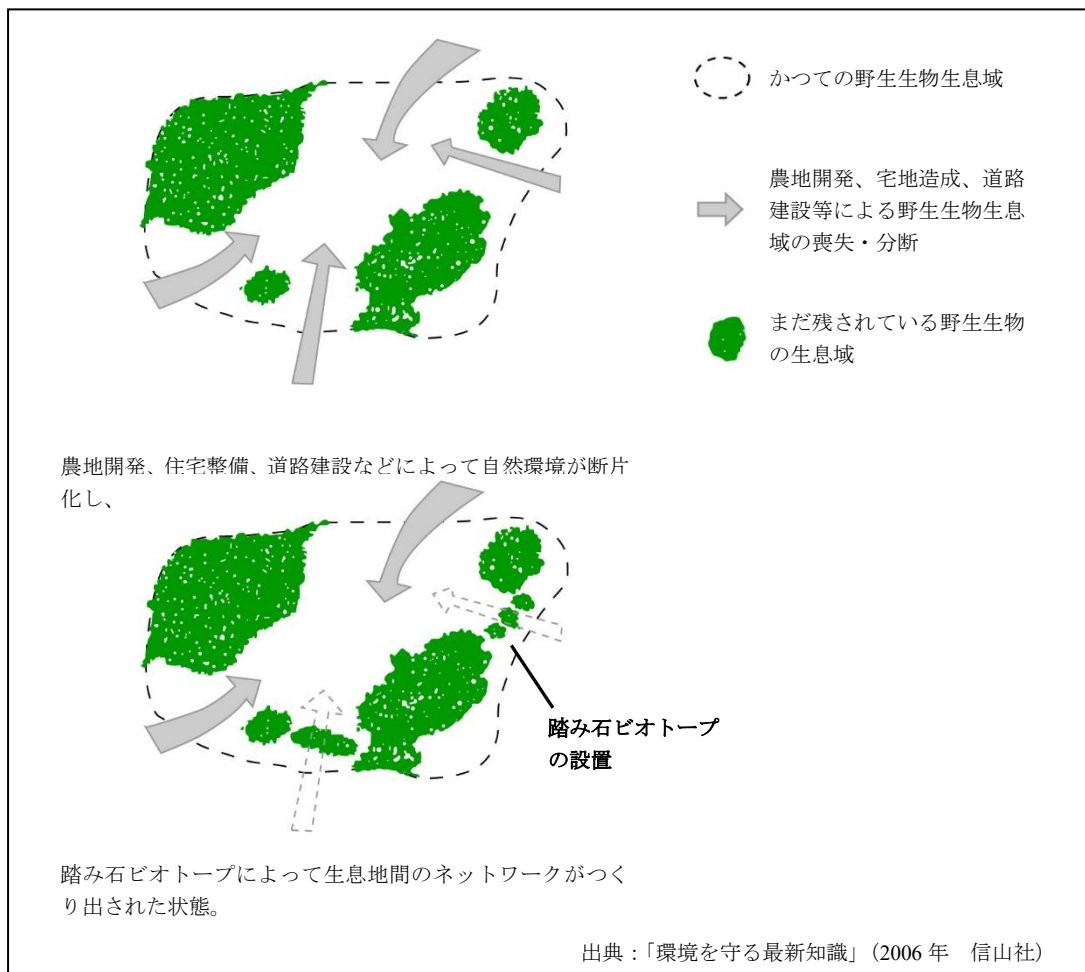 かつての野生生物生息域
農地開発、宅地造成、道路
建設等による野生生物生息
域の喪失・分断
まだ残されている野生生物
の生息域
農地開発、住宅整備、道路建設などによって自然環境が断片
化し、
踏み石ビオトープ
の設置
踏み石ビオトープによって生息地間のネットワークがつく
り出された状態。
出典：「環境を守る最新知識」（2006 年　信山社）